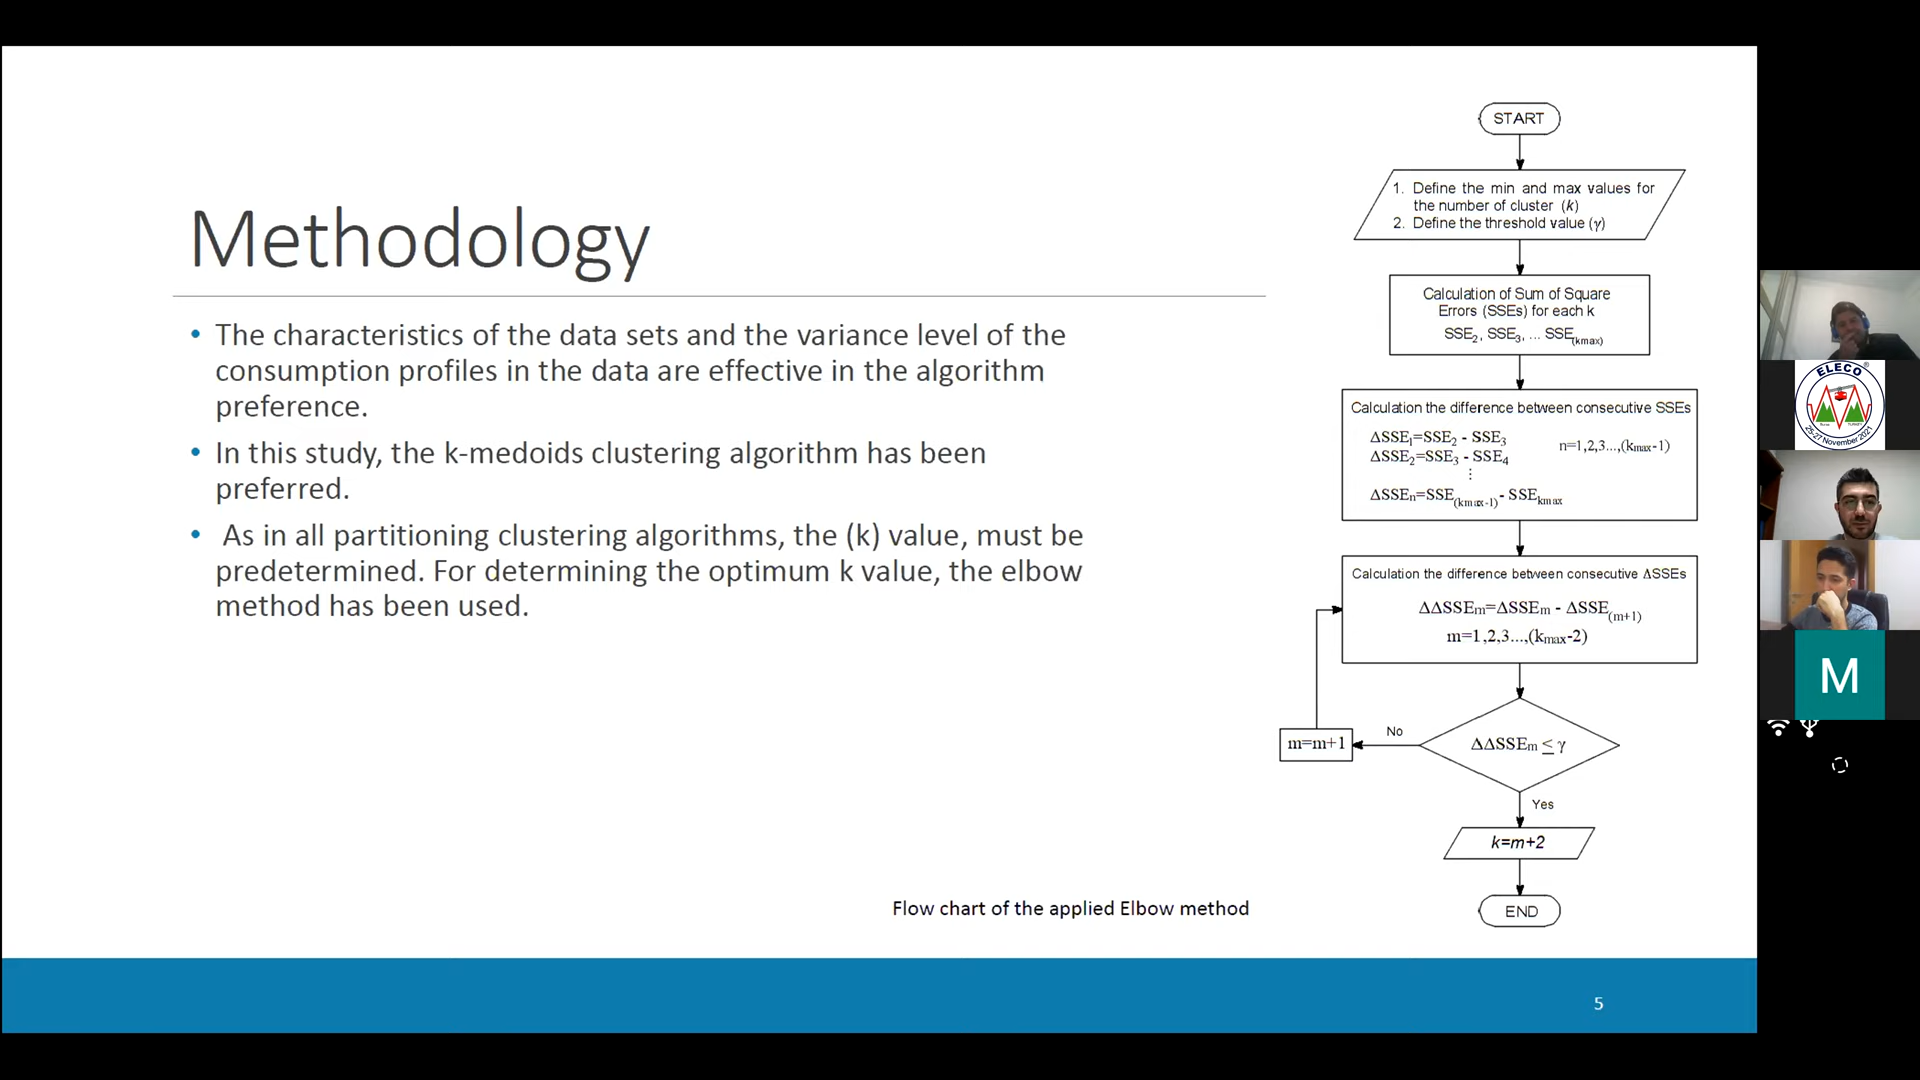 Methodology
• The characteristics of the data sets and the variance level of the
consumption profiles in the data are effective in the algorithm
preference.
• In this study, the k-medoids clustering algorithm has been
preferred.
• As in all partitioning clustering algorithms, the (k) value, must be
predetermined. For determining the optimum k value, the elbow
method has been used.
Flow chart of the applied Elbow method
START
1. Define the min and max values for
the number of cluster (k)
2. Define the threshold value (γ)
Calculation of Sum of Square
Errors (SSEs) for each k
SSE2, SSE3, ... SSE(kmax)
Calculation the difference between consecutive SSEs
ΔSSE1=SSE2 - SSE3 n=1,2,3...,(kmax-1)
ΔSSE2=SSE3 - SSE4
⋮
ΔSSEn=SSE(kmax-1)- SSEkmax
Calculation the difference between consecutive ΔSSEs
ΔΔSSEm=ΔSSEm - ΔSSE(m+1)
m=1,2,3...,(kmax-2)
ΔΔSSEm ≤ γ
No
m=m+1
Yes
k=m+2
END
5
ELECO
25-27 November 2021
M